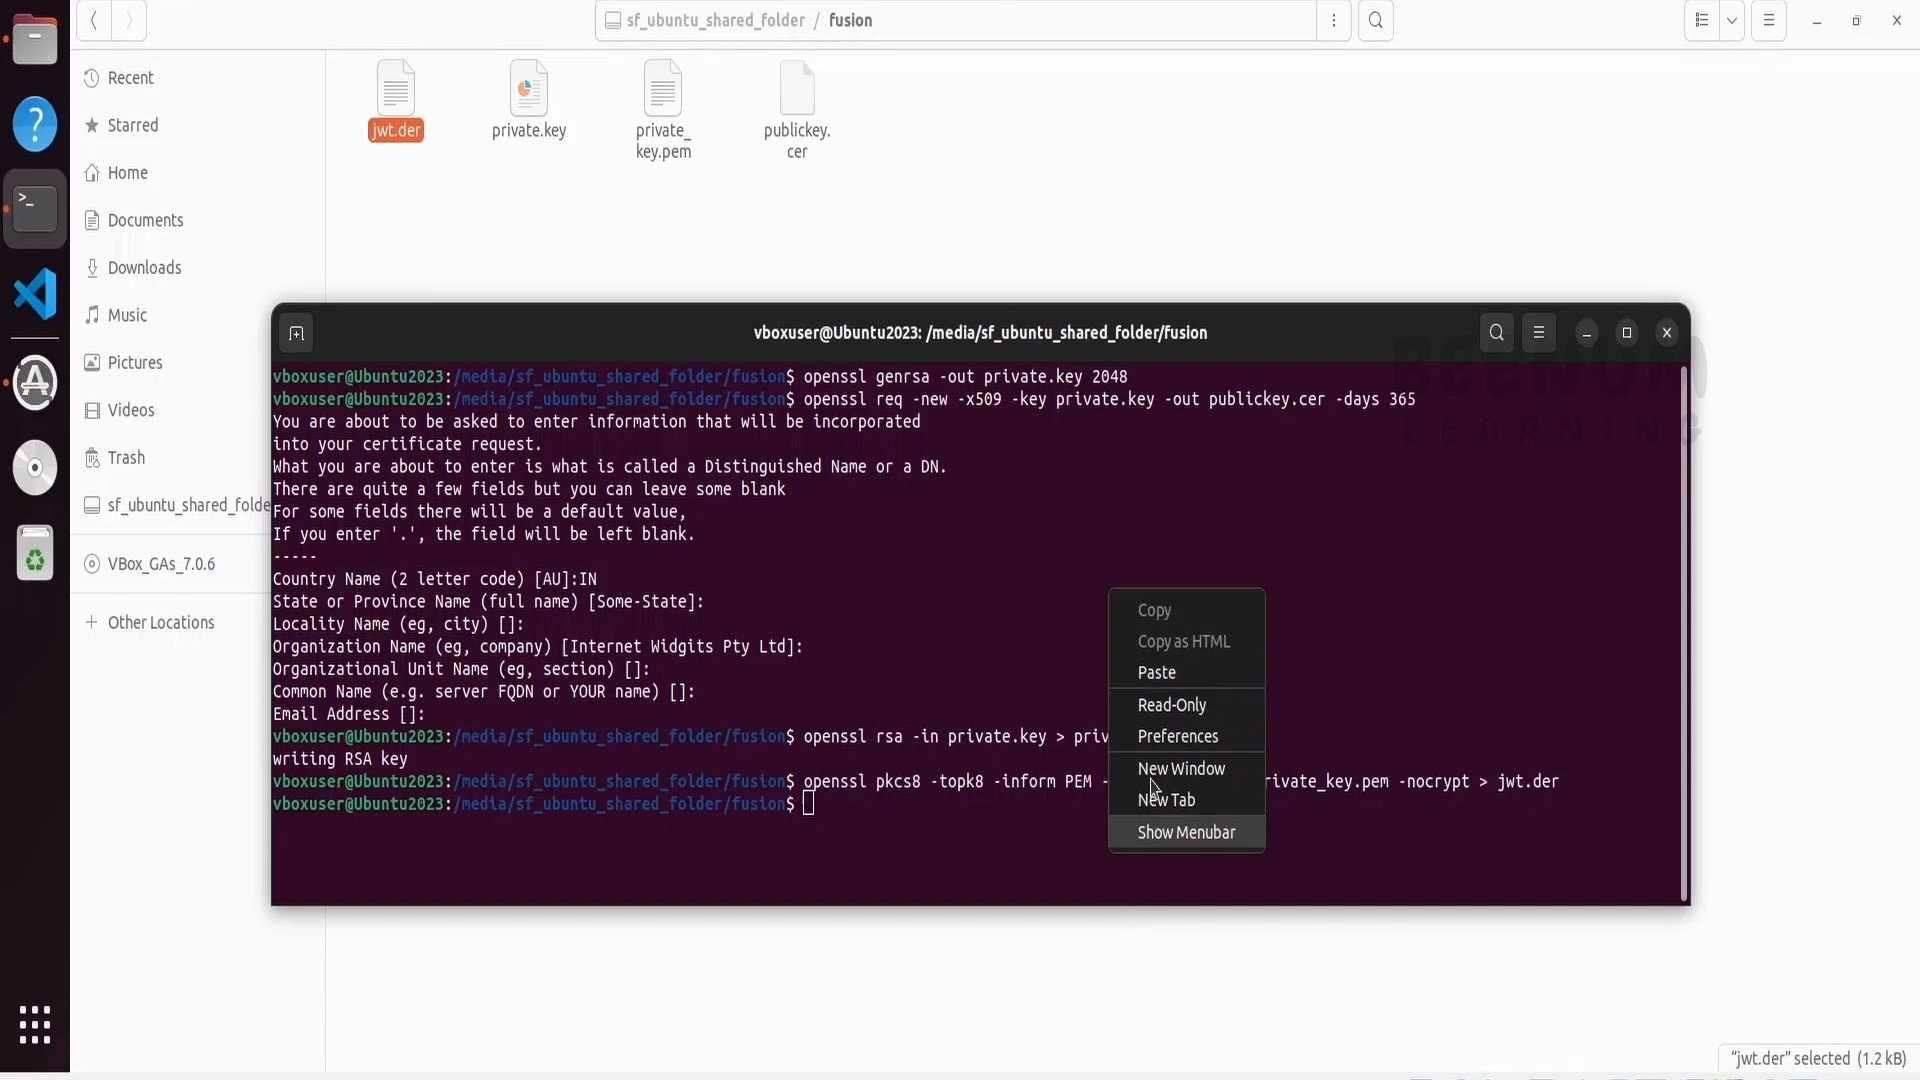 sf_ubuntu_shared_folder / fusion
Recent
Starred
Home
Documents
Downloads
Music
Pictures
Videos
Trash
sf_ubuntu_shared_folde
VBox_GAs_7.0.6
+ Other Locations
jwt.der
private.key
private_
key.pem
publickey.
cer
vboxuser@Ubuntu2023: /media/sf_ubuntu_shared_folder/fusion
BEENUM
LEARNING
vboxuser@Ubuntu2023:/media/sf_ubuntu_shared_folder/fusion$ openssl genrsa -out private.key 2048
vboxuser@Ubuntu2023:/media/sf_ubuntu_shared_folder/fusion$ openssl req -new -x509 -key private.key -out publickey.cer -days 365
You are about to be asked to enter information that will be incorporated
into your certificate request.
What you are about to enter is what is called a Distinguished Name or a DN.
There are quite a few fields but you can leave some blank
For some fields there will be a default value,
If you enter '.', the field will be left blank.
-----
Country Name (2 letter code) [AU]:IN
State or Province Name (full name) [Some-State]:
Locality Name (eg, city) []:
Organization Name (eg, company) [Internet Widgits Pty Ltd]:
Organizational Unit Name (eg, section) []:
Common Name (e.g. server FQDN or YOUR name) []:
Email Address []:
vboxuser@Ubuntu2023:/media/sf_ubuntu_shared_folder/fusion$ openssl rsa -in private.key > priv
writing RSA key
vboxuser@Ubuntu2023:/media/sf_ubuntu_shared_folder/fusion$ openssl pkcs8 -topk8 -inform PEM - rivate_key.pem -nocrypt > jwt.der
vboxuser@Ubuntu2023:/media/sf_ubuntu_shared_folder/fusion$
Copy
Copy as HTML
Paste
Read-Only
Preferences
New Window
New Tab
Show Menubar
"jwt.der" selected (1.2 kB)